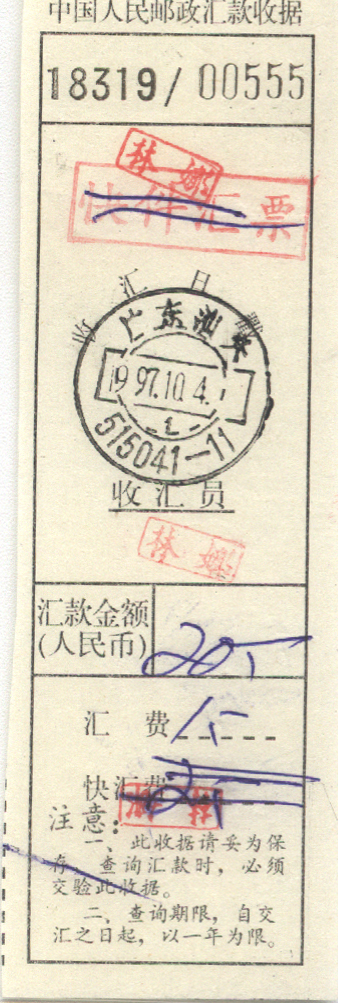 中国人民邮政汇款收据
18319/00555
林娜
快件汇票
收汇日戳
广东汕头
1997.10.4.
1
515041-11
收汇员
林娜
汇款金额
(人民币)
20.-
汇费 1.-
快汇费 2.-
注意:
一、此收据请妥为保
存，查询汇款时，必须
交验此收据。
二、查询期限，自交
汇之日起，以一年为限。